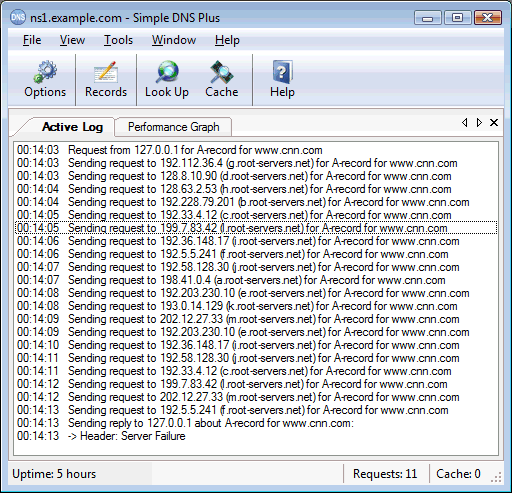 DNS ns1.example.com - Simple DNS Plus
File View Tools Window Help
Options Records Look Up Cache Help
Active Log Performance Graph
00:14:03 Request from 127.0.0.1 for A-record for www.cnn.com
00:14:03 Sending request to 192.112.36.4 (g.root-servers.net) for A-record for www.cnn.com
00:14:03 Sending request to 128.8.10.90 (d.root-servers.net) for A-record for www.cnn.com
00:14:04 Sending request to 128.63.2.53 (h.root-servers.net) for A-record for www.cnn.com
00:14:04 Sending request to 192.228.79.201 (b.root-servers.net) for A-record for www.cnn.com
00:14:05 Sending request to 192.33.4.12 (c.root-servers.net) for A-record for www.cnn.com
00:14:05 Sending request to 199.7.83.42 (l.root-servers.net) for A-record for www.cnn.com
00:14:06 Sending request to 192.36.148.17 (i.root-servers.net) for A-record for www.cnn.com
00:14:06 Sending request to 192.5.5.241 (f.root-servers.net) for A-record for www.cnn.com
00:14:07 Sending request to 192.58.128.30 (j.root-servers.net) for A-record for www.cnn.com
00:14:07 Sending request to 198.41.0.4 (a.root-servers.net) for A-record for www.cnn.com
00:14:08 Sending request to 192.203.230.10 (e.root-servers.net) for A-record for www.cnn.com
00:14:08 Sending request to 193.0.14.129 (k.root-servers.net) for A-record for www.cnn.com
00:14:09 Sending request to 202.12.27.33 (m.root-servers.net) for A-record for www.cnn.com
00:14:09 Sending request to 192.203.230.10 (e.root-servers.net) for A-record for www.cnn.com
00:14:10 Sending request to 192.36.148.17 (i.root-servers.net) for A-record for www.cnn.com
00:14:11 Sending request to 192.58.128.30 (j.root-servers.net) for A-record for www.cnn.com
00:14:11 Sending request to 192.33.4.12 (c.root-servers.net) for A-record for www.cnn.com
00:14:12 Sending request to 199.7.83.42 (l.root-servers.net) for A-record for www.cnn.com
00:14:12 Sending request to 202.12.27.33 (m.root-servers.net) for A-record for www.cnn.com
00:14:13 Sending request to 192.5.5.241 (f.root-servers.net) for A-record for www.cnn.com
00:14:13 Sending reply to 127.0.0.1 about A-record for www.cnn.com:
00:14:13 -> Header: Server Failure
Uptime: 5 hours Requests: 11 Cache: 0